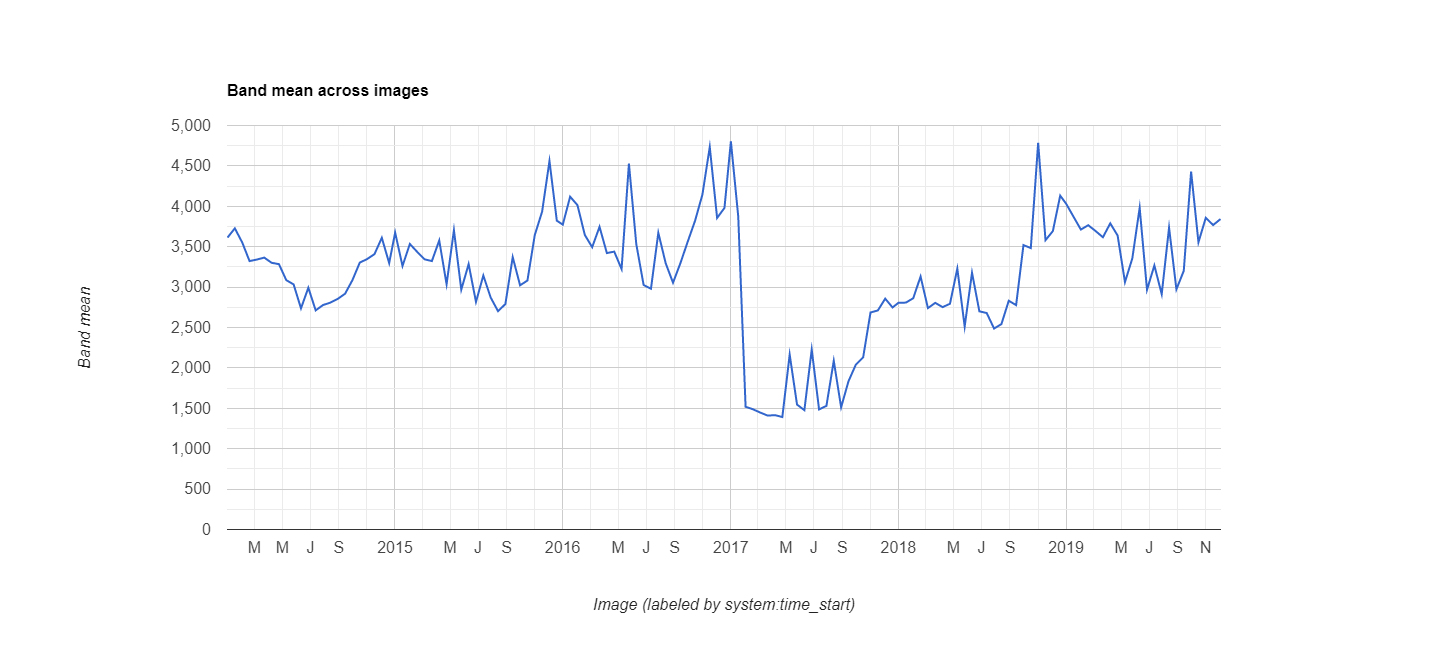 Band mean across images
5,000
4,500
4,000
3,500
3,000
2,500
2,000
1,500
1,000
500
0
Band mean
M M J S 2015 M J S 2016 M J S 2017 M J S 2018 M J S 2019 M J S N
Image (labeled by system:time_start)